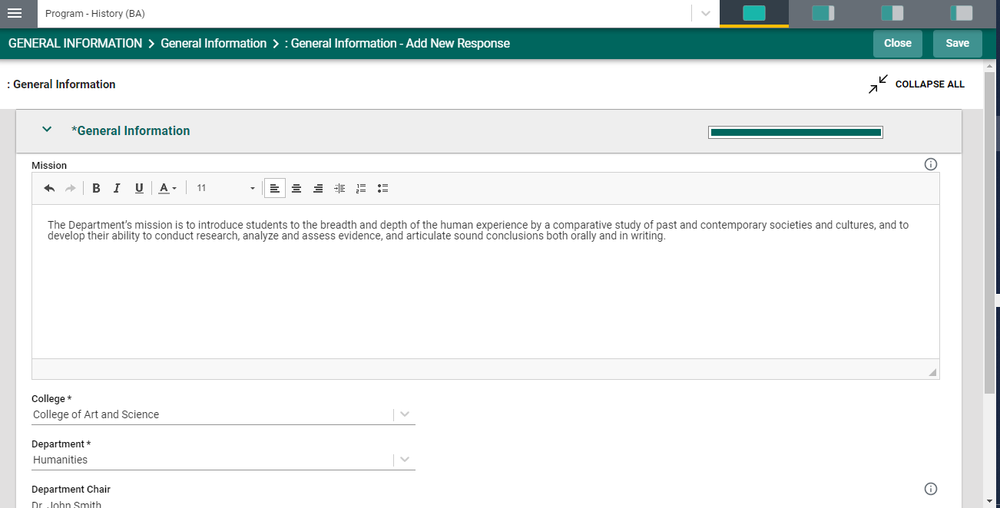 Program - History (BA)
GENERAL INFORMATION > General Information > : General Information - Add New Response
Close
Save
: General Information
COLLAPSE ALL
*General Information
Mission
B I U A 11
The Department’s mission is to introduce students to the breadth and depth of the human experience by a comparative study of past and contemporary societies and cultures, and to
develop their ability to conduct research, analyze and assess evidence, and articulate sound conclusions both orally and in writing.
College *
College of Art and Science
Department *
Humanities
Department Chair
Dr. John Smith